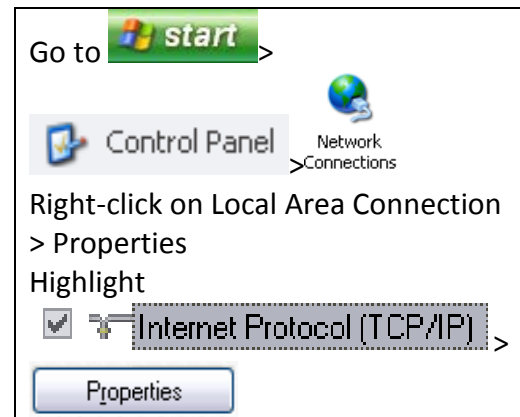 Go to start >
Control Panel > Network Connections
Right-click on Local Area Connection
> Properties
Highlight
Internet Protocol (TCP/IP) >
Properties